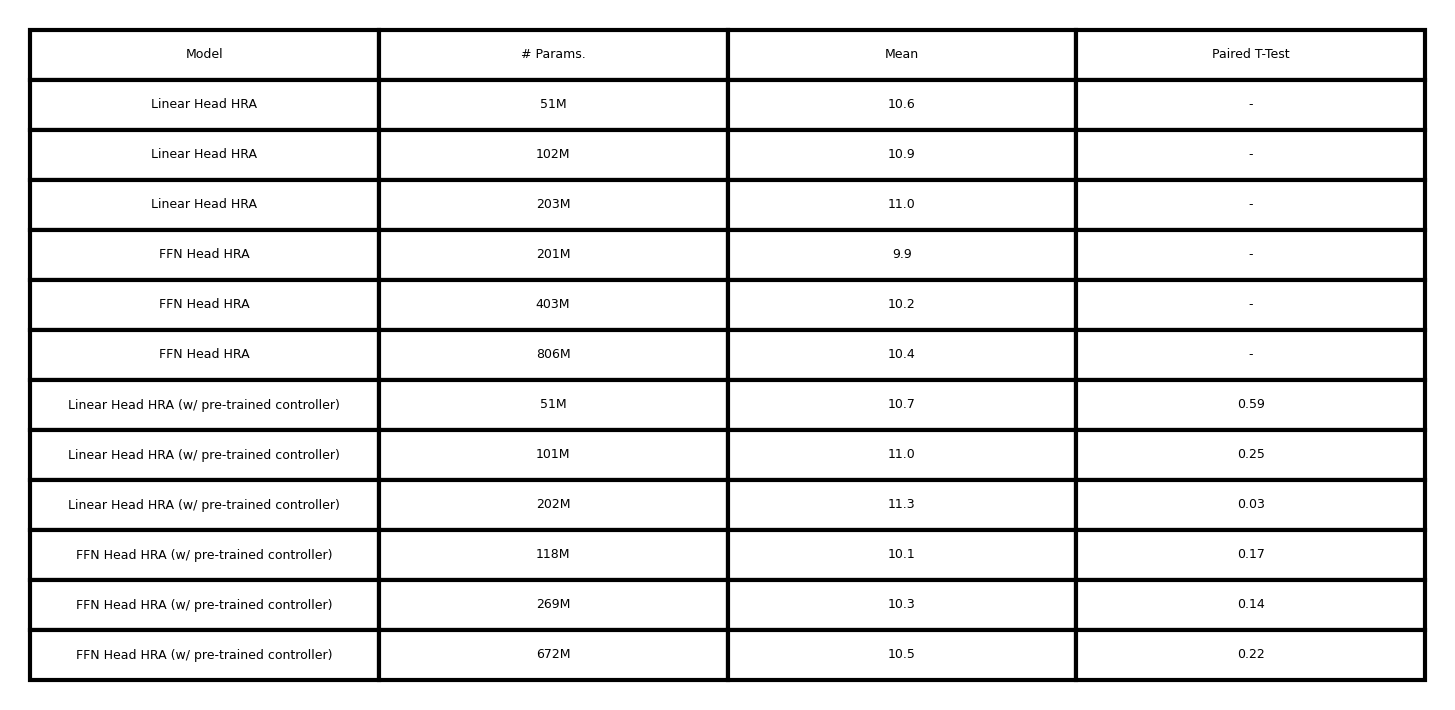 Model # Params. Mean Paired T-Test
Linear Head HRA 51M 10.6 -
Linear Head HRA 102M 10.9 -
Linear Head HRA 203M 11.0 -
FFN Head HRA 201M 9.9 -
FFN Head HRA 403M 10.2 -
FFN Head HRA 806M 10.4 -
Linear Head HRA (w/ pre-trained controller) 51M 10.7 0.59
Linear Head HRA (w/ pre-trained controller) 101M 11.0 0.25
Linear Head HRA (w/ pre-trained controller) 202M 11.3 0.03
FFN Head HRA (w/ pre-trained controller) 118M 10.1 0.17
FFN Head HRA (w/ pre-trained controller) 269M 10.3 0.14
FFN Head HRA (w/ pre-trained controller) 672M 10.5 0.22